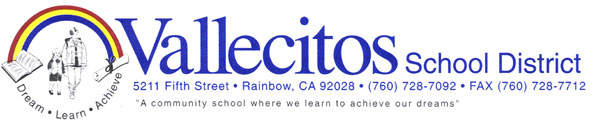 Vallecitos School District
5211 Fifth Street • Rainbow, CA 92028 • (760) 728-7092 • FAX (760) 728-7712
"A community school where we learn to achieve our dreams"
Dream • Learn • Achieve